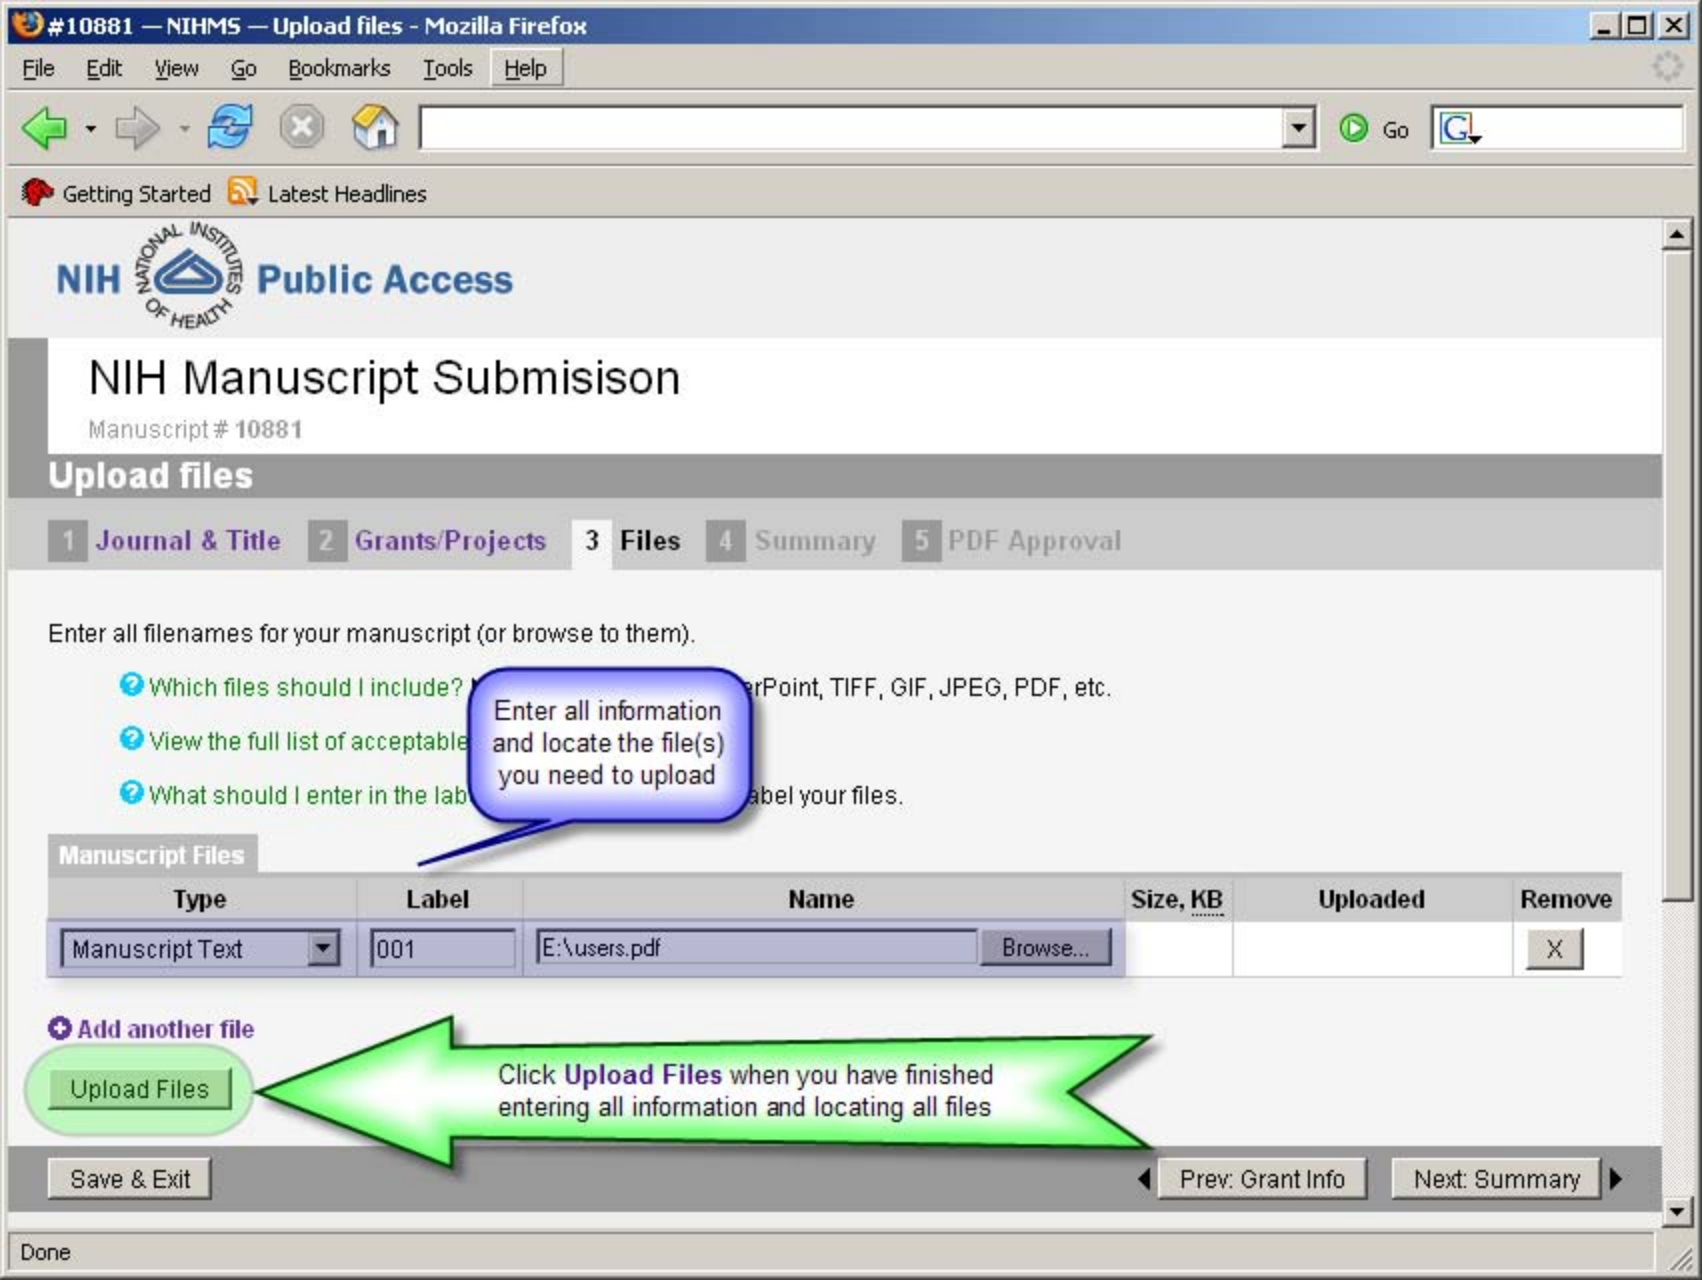 #10881 — NIHMS — Upload files - Mozilla Firefox
File Edit View Go Bookmarks Tools Help
Go G
Getting Started Latest Headlines
NIH NATIONAL INSTITUTES OF HEALTH Public Access
NIH Manuscript Submisison
Manuscript # 10881
Upload files
1 Journal & Title 2 Grants/Projects 3 Files 4 Summary 5 PDF Approval
Enter all filenames for your manuscript (or browse to them).
Which files should I include? erPoint, TIFF, GIF, JPEG, PDF, etc.
View the full list of acceptable
What should I enter in the lab abel your files.
Enter all information
and locate the file(s)
you need to upload
Manuscript Files
Type Label Name Size, KB Uploaded Remove
Manuscript Text 001 E:\users.pdf Browse... X
Add another file
Upload Files
Click Upload Files when you have finished
entering all information and locating all files
Save & Exit Prev: Grant Info Next: Summary
Done